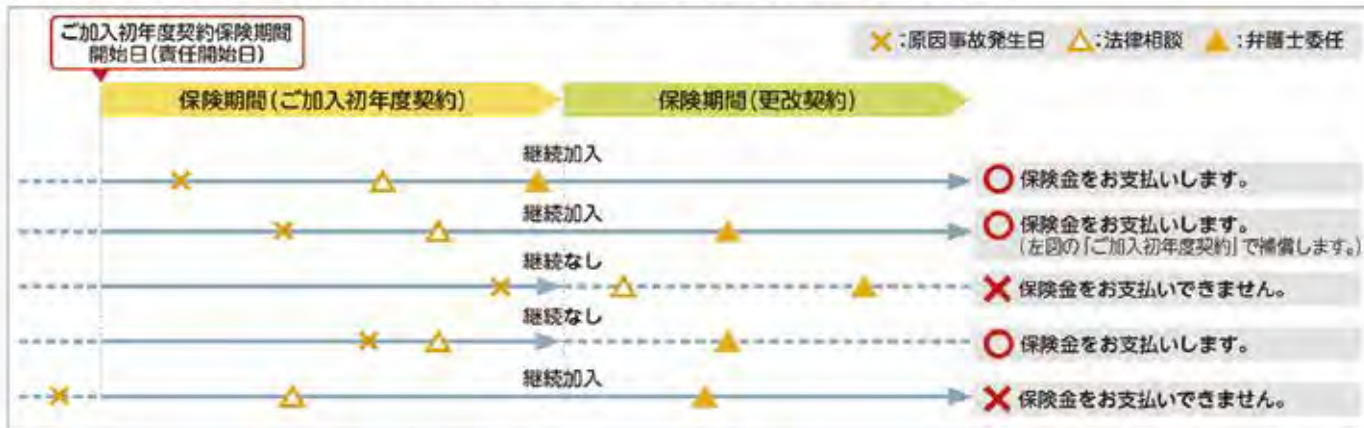 ご加入初年度契約保険期間
開始日(責任開始日)
×:原因事故発生日 △:法律相談 ▲:弁護士委任
保険期間(ご加入初年度契約) 保険期間(更改契約)
継続加入
○ 保険金をお支払いします。
継続加入
○ 保険金をお支払いします。
(左図の「ご加入初年度契約」で補償します。)
継続なし
× 保険金をお支払いできません。
継続なし
○ 保険金をお支払いします。
継続加入
× 保険金をお支払いできません。